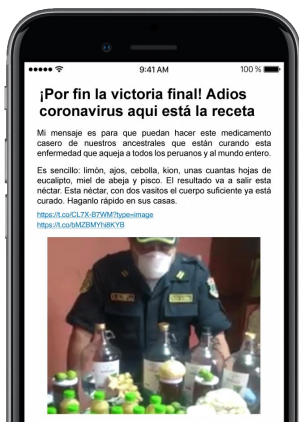 9:41 AM
100 %
¡Por fin la victoria final! Adios
coronavirus aqui está la receta
Mi mensaje es para que puedan hacer este medicamento
casero de nuestros ancestrales que están curando esta
enfermedad que aqueja a todos los peruanos y al mundo entero.
Es sencillo: limón, ajos, cebolla, kion, unas cuantas hojas de
eucalipto, miel de abeja y pisco. El resultado va a salir esta
néctar. Esta néctar, con dos vasitos el cuerpo suficiente ya está
curado. Haganlo rápido en sus casas.
https://t.co/CL7X-B7WM?type=image
https://t.co/bMZBMYhi8KYB